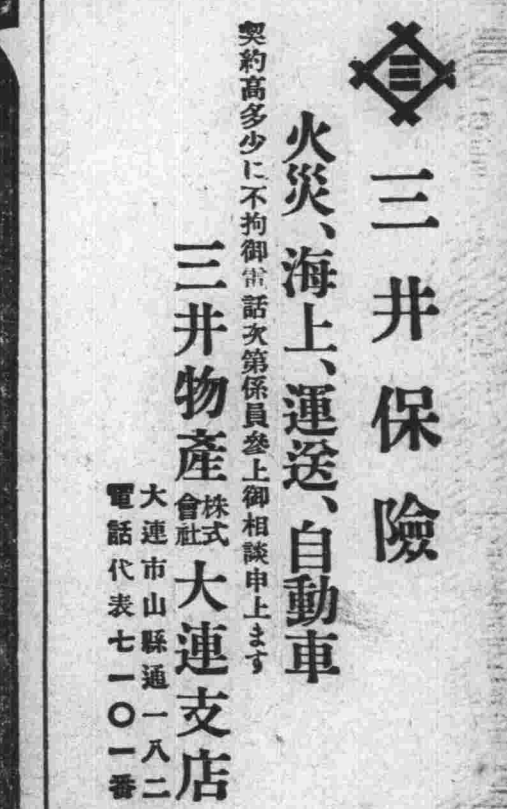 三井保險
火災、海上、運送、自動車
契約高多少に不拘御電話次第係員參上御相談申上ます
三井物產株式會社大連支店
大連市山縣通一八二
電話代表七一〇一番